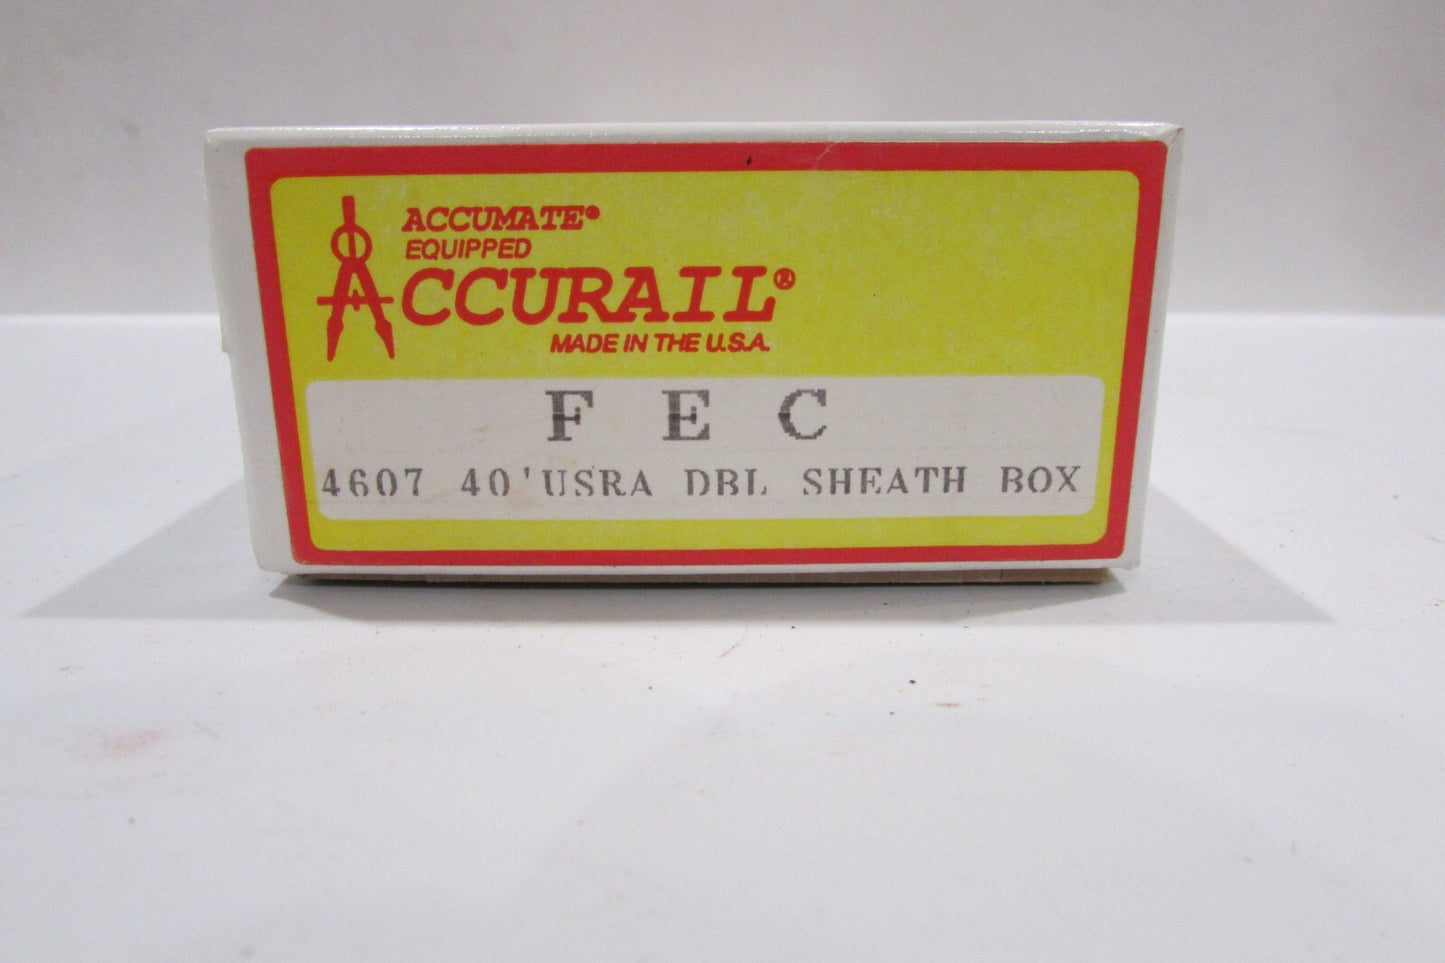 ACCUMATE®
EQUIPPED
ACCURAIL®
MADE IN THE U.S.A.
F E C
4607 40'USRA DBL SHEATH BOX